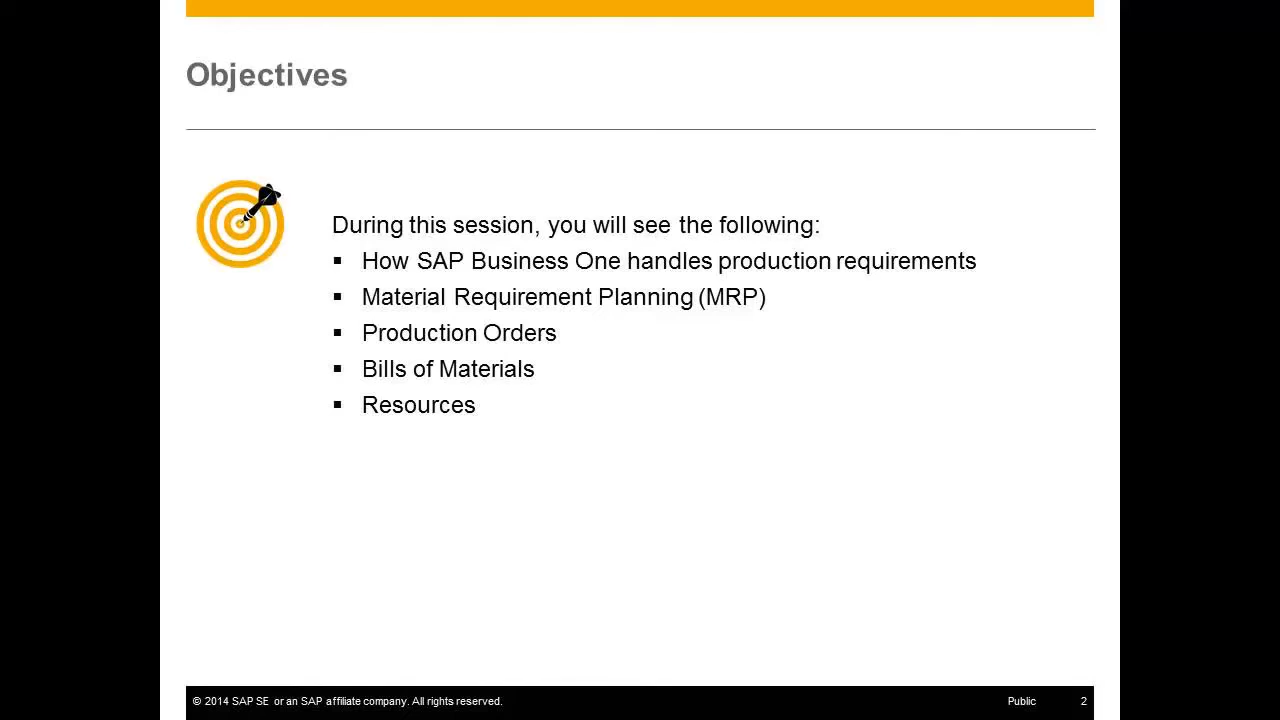 Objectives
During this session, you will see the following:
▪ How SAP Business One handles production requirements
▪ Material Requirement Planning (MRP)
▪ Production Orders
▪ Bills of Materials
▪ Resources
© 2014 SAP SE or an SAP affiliate company. All rights reserved. Public 2